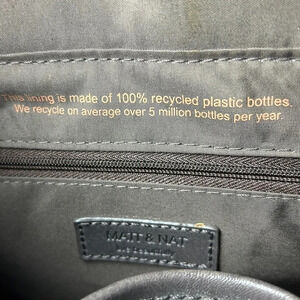 This lining is made of 100% recycled plastic bottles.
We recycle on average over 5 million bottles per year.
MATT & NAT